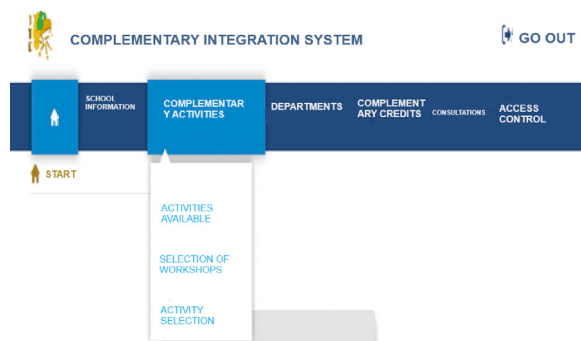 COMPLEMENTARY INTEGRATION SYSTEM
GO OUT
SCHOOL
INFORMATION
COMPLEMENTAR
Y ACTIVITIES
DEPARTMENTS
COMPLEMENT
ARY CREDITS
CONSULTATIONS
ACCESS
CONTROL
START
ACTIVITIES
AVAILABLE
SELECTION OF
WORKSHOPS
ACTIVITY
SELECTION